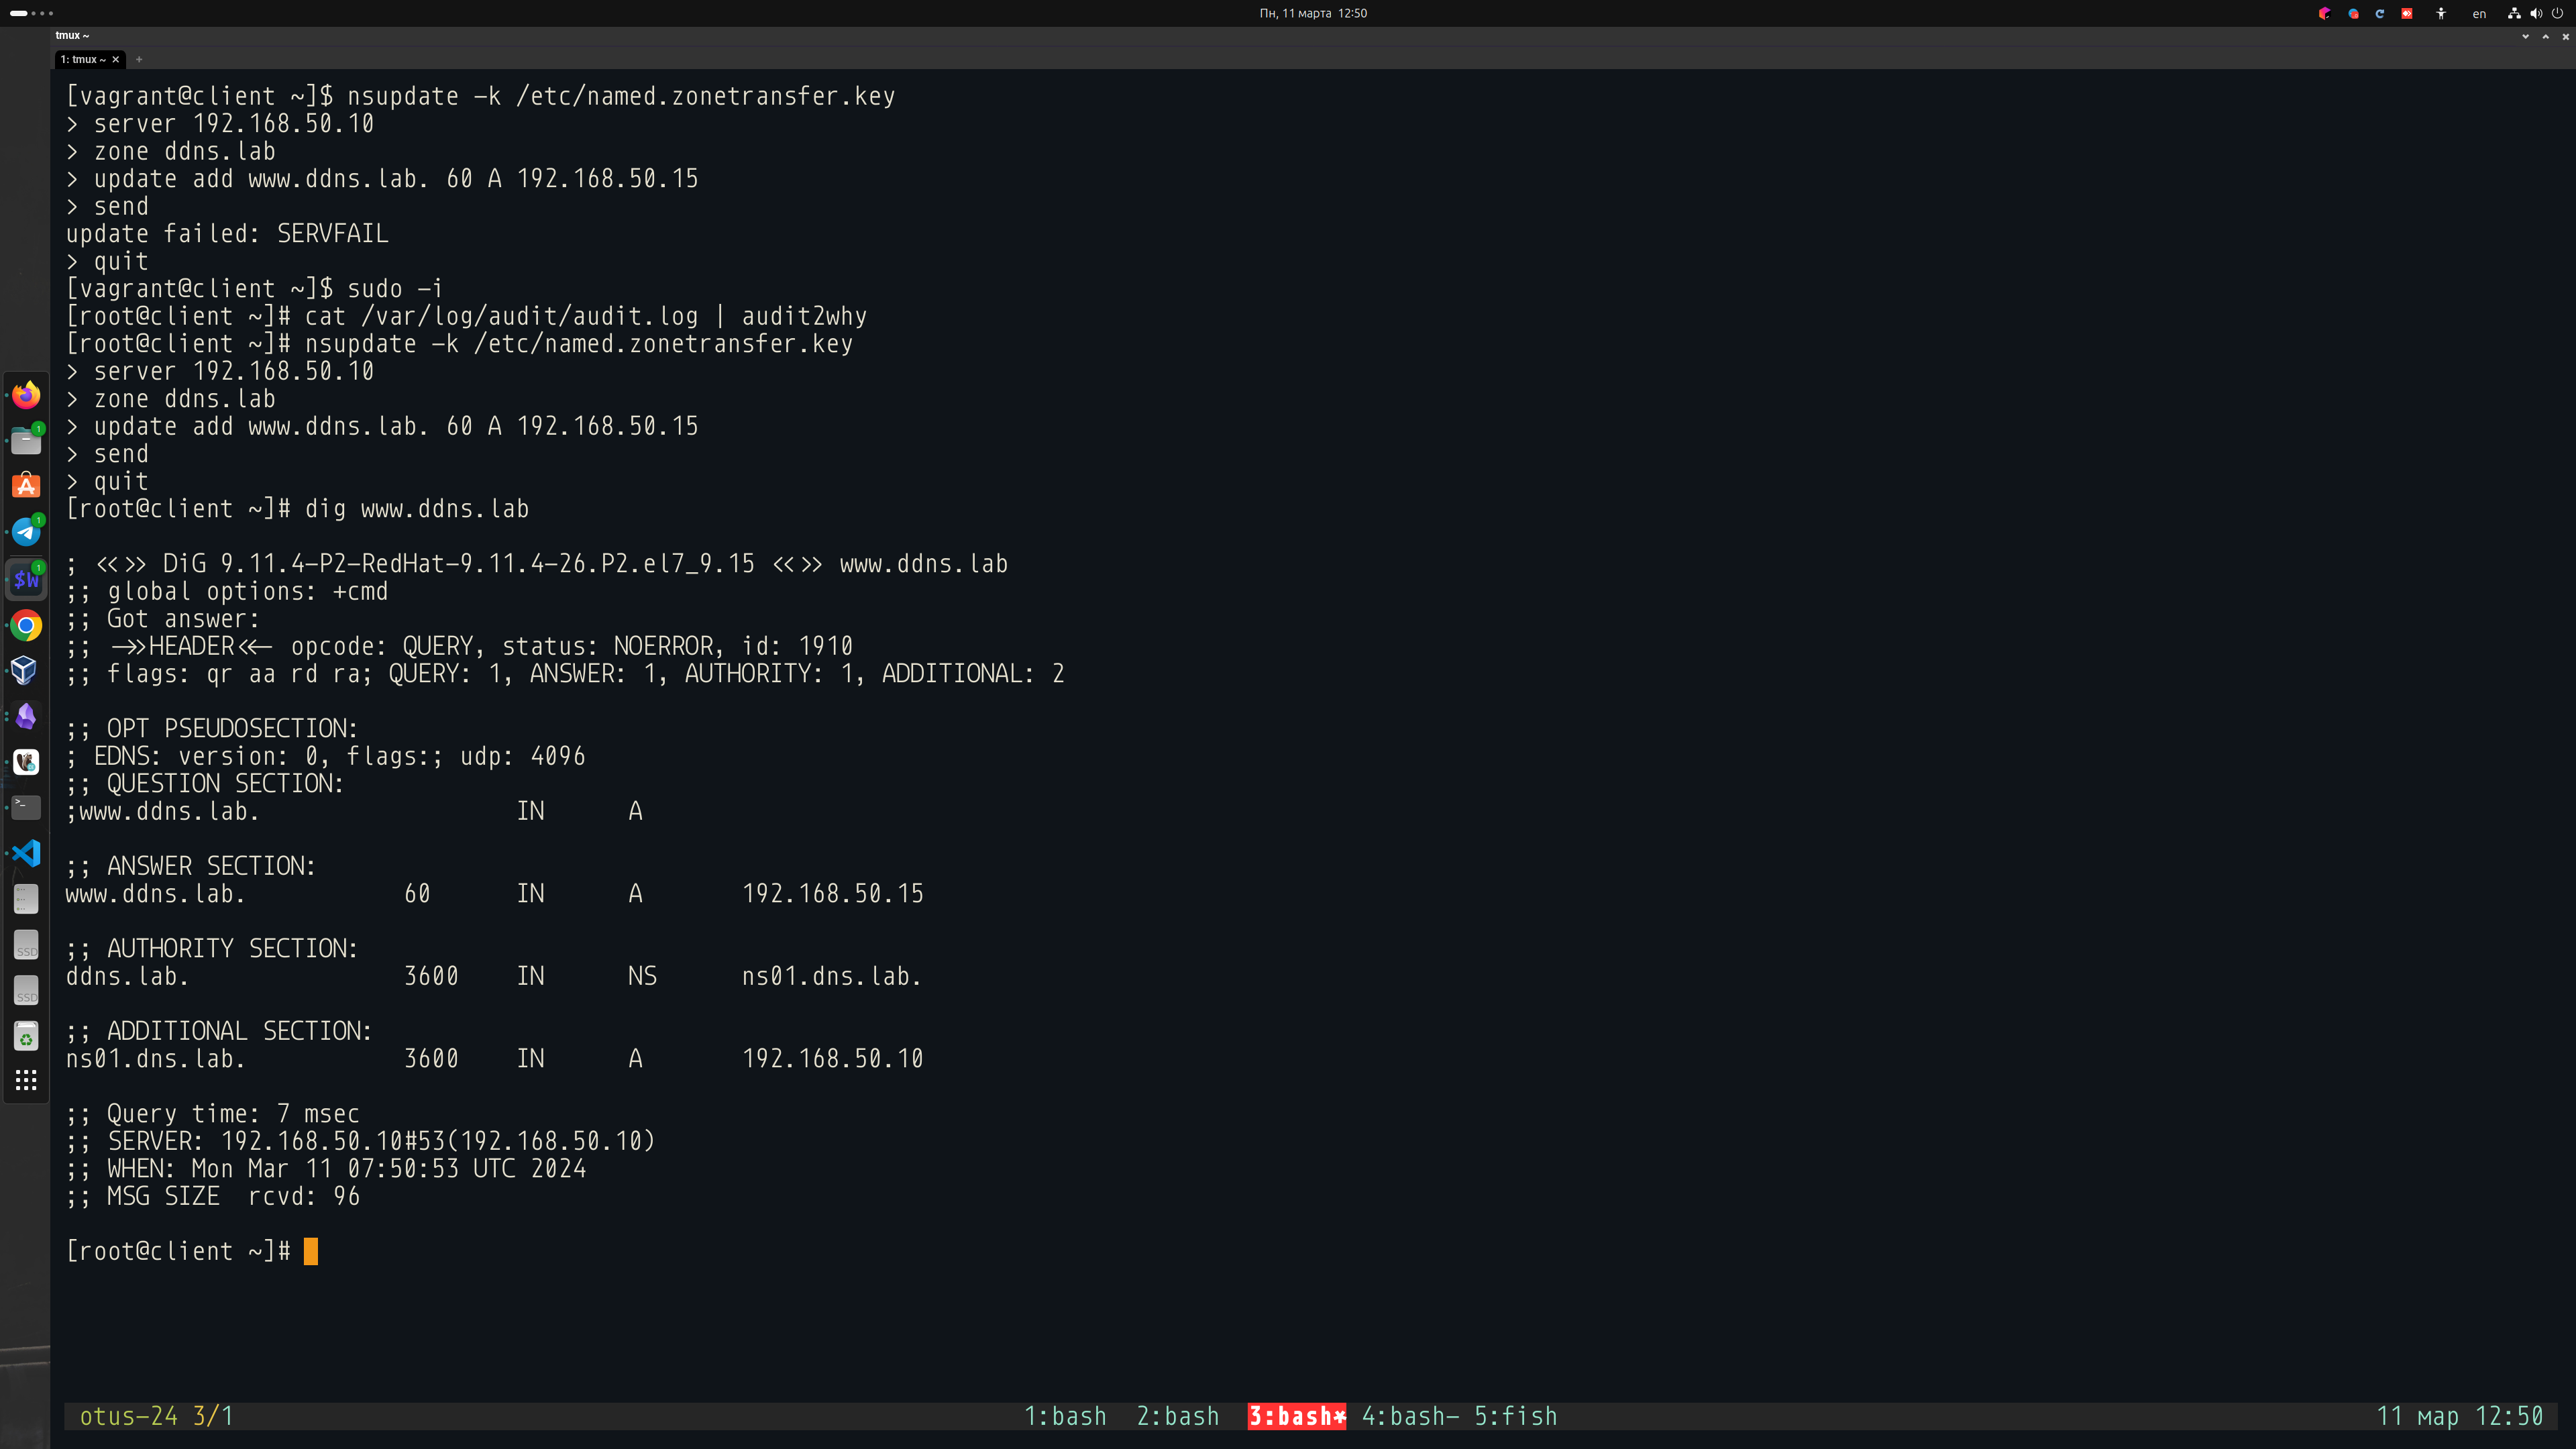 Пн, 11 марта 12:50
en
tmux ~
1: tmux ~ × +
[vagrant@client ~]$ nsupdate -k /etc/named.zonetransfer.key
> server 192.168.50.10
> zone ddns.lab
> update add www.ddns.lab. 60 A 192.168.50.15
> send
update failed: SERVFAIL
> quit
[vagrant@client ~]$ sudo -i
[root@client ~]# cat /var/log/audit/audit.log | audit2why
[root@client ~]# nsupdate -k /etc/named.zonetransfer.key
> server 192.168.50.10
> zone ddns.lab
> update add www.ddns.lab. 60 A 192.168.50.15
> send
> quit
[root@client ~]# dig www.ddns.lab
; <<>> DiG 9.11.4-P2-RedHat-9.11.4-26.P2.el7_9.15 <<>> www.ddns.lab
;; global options: +cmd
;; Got answer:
;; ->>HEADER<<- opcode: QUERY, status: NOERROR, id: 1910
;; flags: qr aa rd ra; QUERY: 1, ANSWER: 1, AUTHORITY: 1, ADDITIONAL: 2
;; OPT PSEUDOSECTION:
; EDNS: version: 0, flags:; udp: 4096
;; QUESTION SECTION:
;www.ddns.lab. IN A
;; ANSWER SECTION:
www.ddns.lab. 60 IN A 192.168.50.15
;; AUTHORITY SECTION:
ddns.lab. 3600 IN NS ns01.dns.lab.
;; ADDITIONAL SECTION:
ns01.dns.lab. 3600 IN A 192.168.50.10
;; Query time: 7 msec
;; SERVER: 192.168.50.10#53(192.168.50.10)
;; WHEN: Mon Mar 11 07:50:53 UTC 2024
;; MSG SIZE rcvd: 96
[root@client ~]#
1
1
1
$W
>_
SSD
SSD
otus-24 3/1 1:bash 2:bash 3:bash* 4:bash- 5:fish 11 мар 12:50